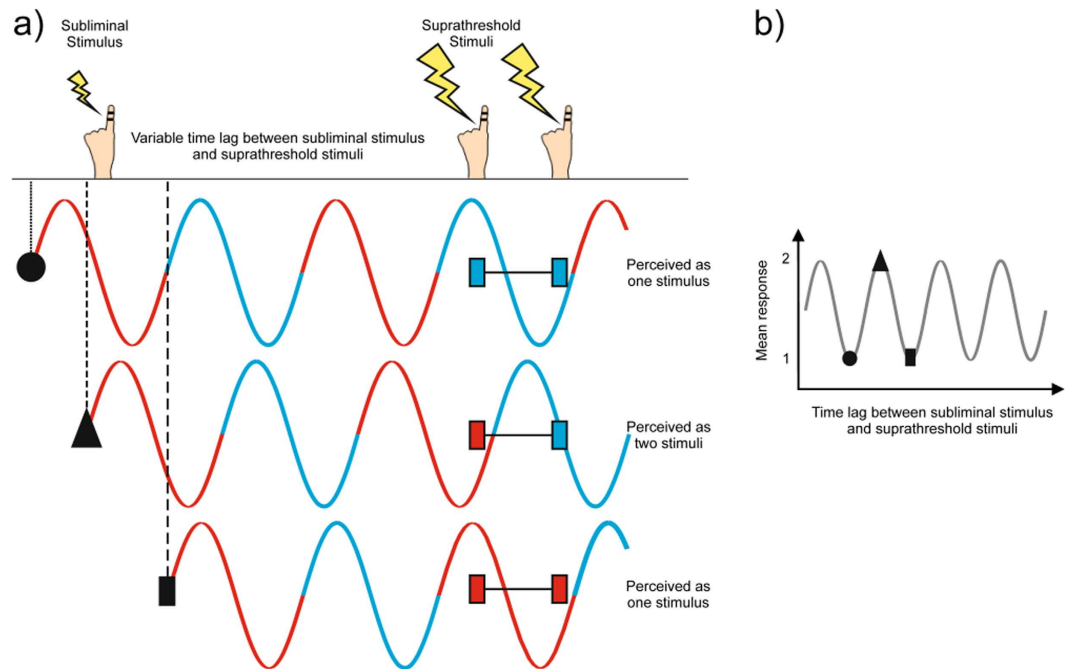 a)
Subliminal
Stimulus
Suprathreshold
Stimuli
Variable time lag between subliminal stimulus
and suprathreshold stimuli
Perceived as
one stimulus
Perceived as
two stimuli
Perceived as
one stimulus
b)
Mean response
2
1
Time lag between subliminal stimulus
and suprathreshold stimuli